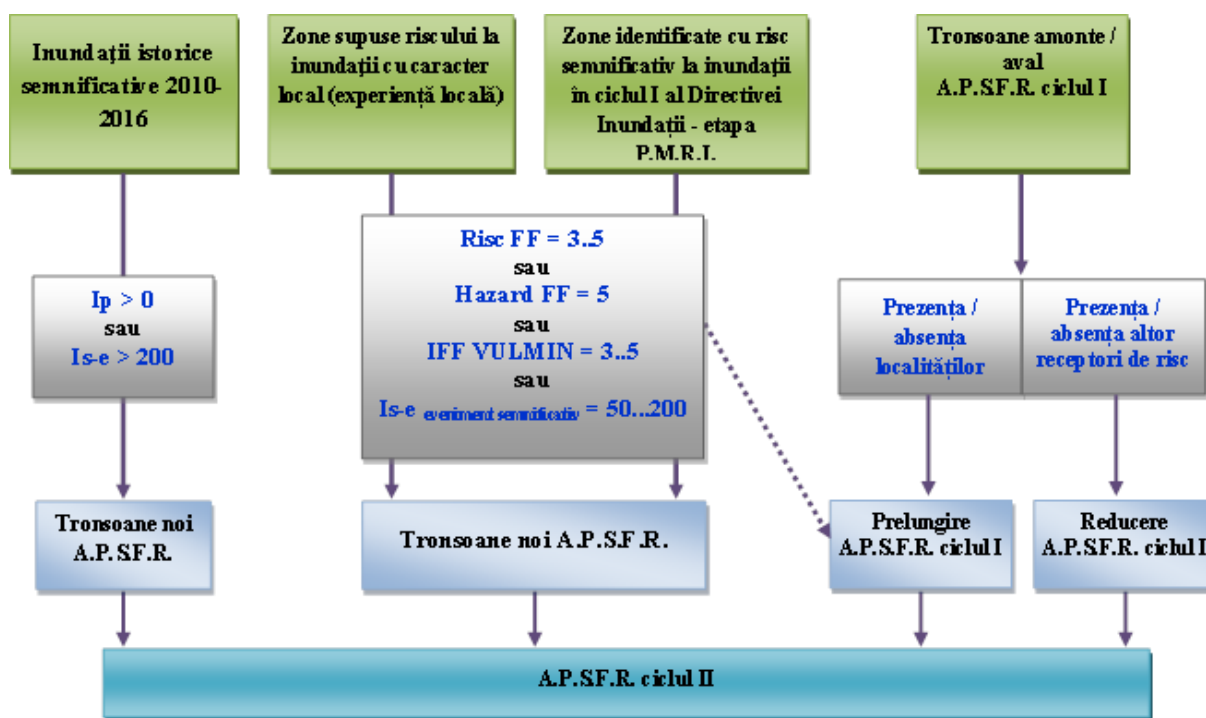 Inundații istorice
semnificative 2010-
2016
Zone supuse riscului la
inundații cu caracter
local (experiență locală)
Zone identificate cu risc
semnificativ la inundații
în ciclul I al Directivei
Inundații - etapa
P.M.R.I.
Tronsoane amonte /
aval
A.P.S.F.R. ciclul I
Ip > 0
sau
Is-e > 200
Risc FF = 3..5
sau
Hazard FF = 5
sau
IFF VULMIN = 3..5
sau
Is-e eveniment semnificativ = 50...200
Prezența /
absența
localităților
Prezența /
absența altor
receptori de risc
Tronsoane noi
A.P.S.F.R.
Tronsoane noi A.P.S.F.R.
Prelungire
A.P.S.F.R. ciclul I
Reducere
A.P.S.F.R. ciclul I
A.P.S.F.R. ciclul II